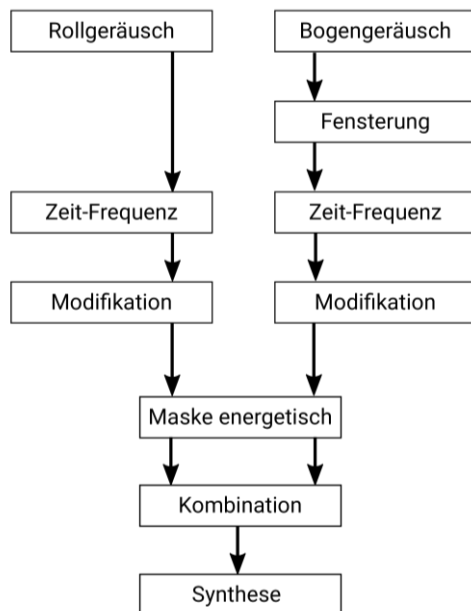 Rollgeräusch
Bogengeräusch
Fensterung
Zeit-Frequenz
Zeit-Frequenz
Modifikation
Modifikation
Maske energetisch
Kombination
Synthese